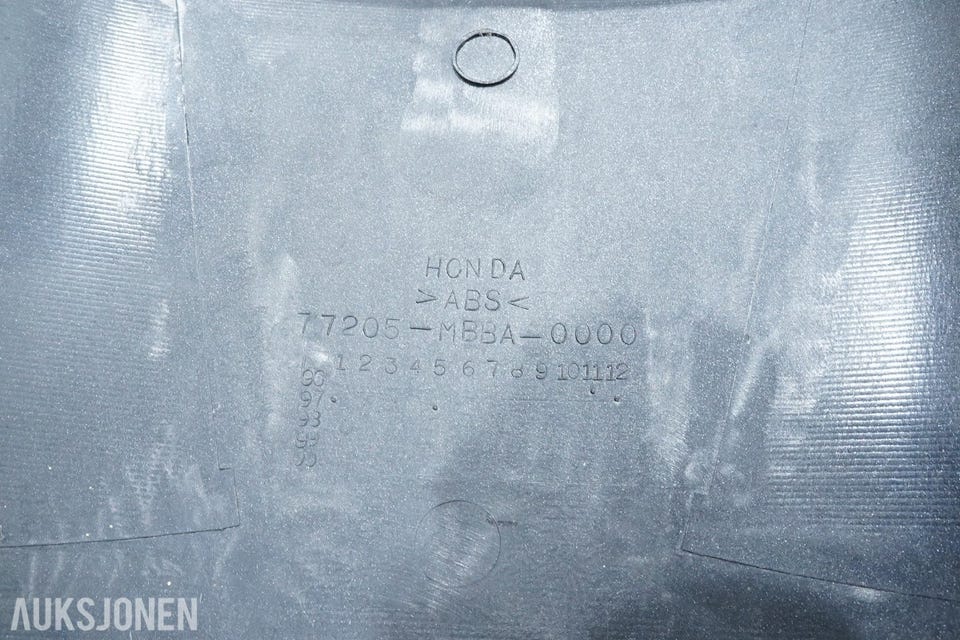 HONDA
>ABS<
77205-MBBA-0000
1 2 3 4 5 6 7 8 9 10 11 12
96
97
98
99
AUKSJONEN